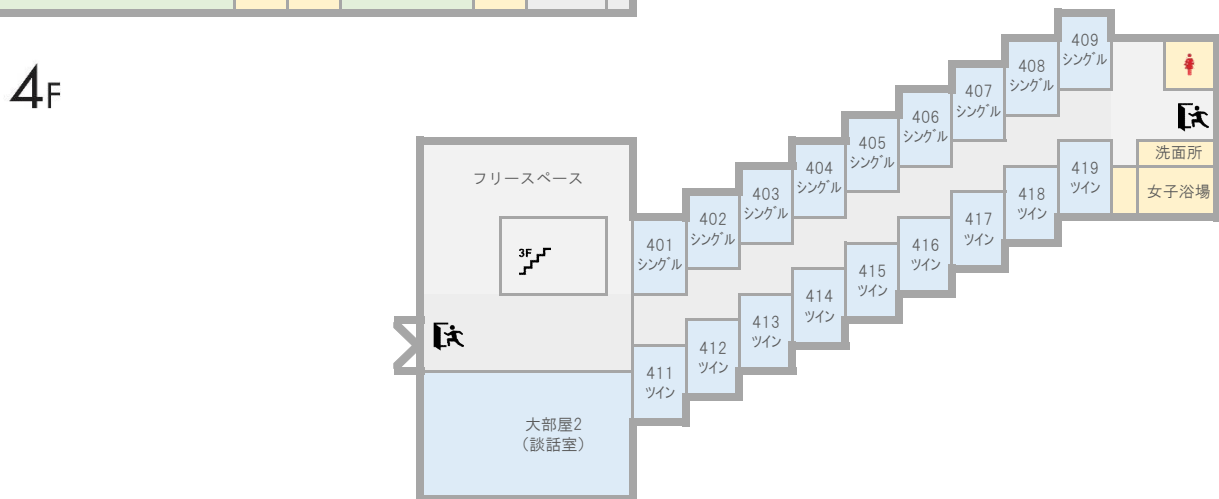 4F
フリースペース
3F
401
シングル
402
シングル
403
シングル
404
シングル
405
シングル
406
シングル
407
シングル
408
シングル
409
シングル
洗面所
女子浴場
411
ツイン
412
ツイン
413
ツイン
414
ツイン
415
ツイン
416
ツイン
417
ツイン
418
ツイン
419
ツイン
大部屋2
(談話室)